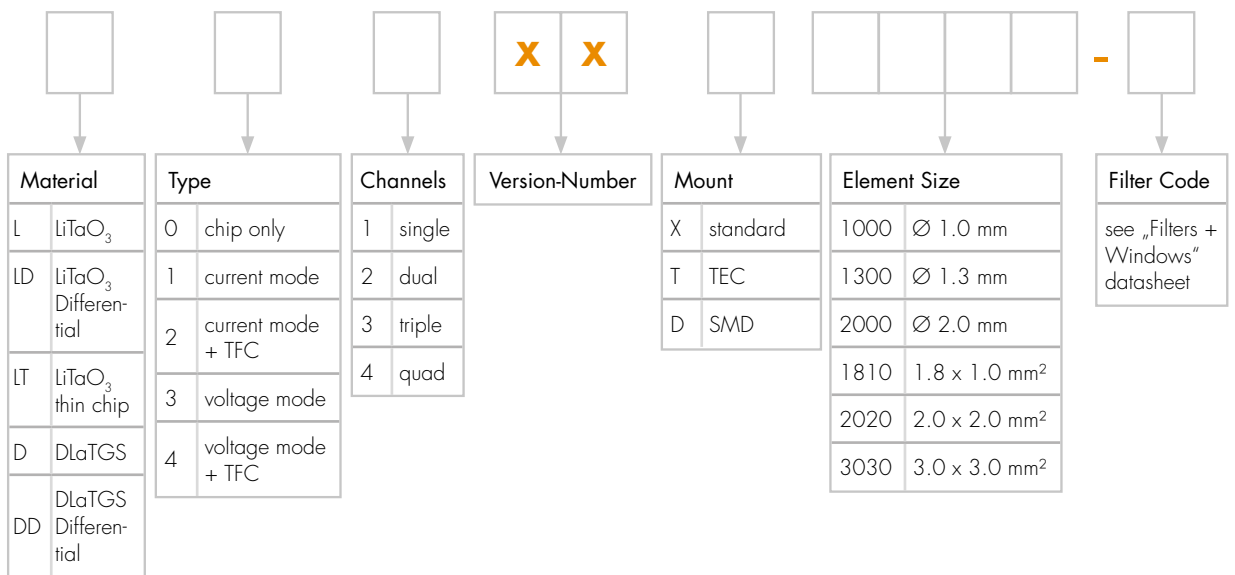 x x -
Material
L LiTaO₃
LD LiTaO₃
Differen-
tial
LT LiTaO₃
thin chip
D DLaTGS
DD DLaTGS
Differen-
tial
Type
0 chip only
1 current mode
2 current mode
+ TFC
3 voltage mode
4 voltage mode
+ TFC
Channels
1 single
2 dual
3 triple
4 quad
Version-Number
Mount
X standard
T TEC
D SMD
Element Size
1000 Ø 1.0 mm
1300 Ø 1.3 mm
2000 Ø 2.0 mm
1810 1.8 x 1.0 mm²
2020 2.0 x 2.0 mm²
3030 3.0 x 3.0 mm²
Filter Code
see „Filters +
Windows“
datasheet